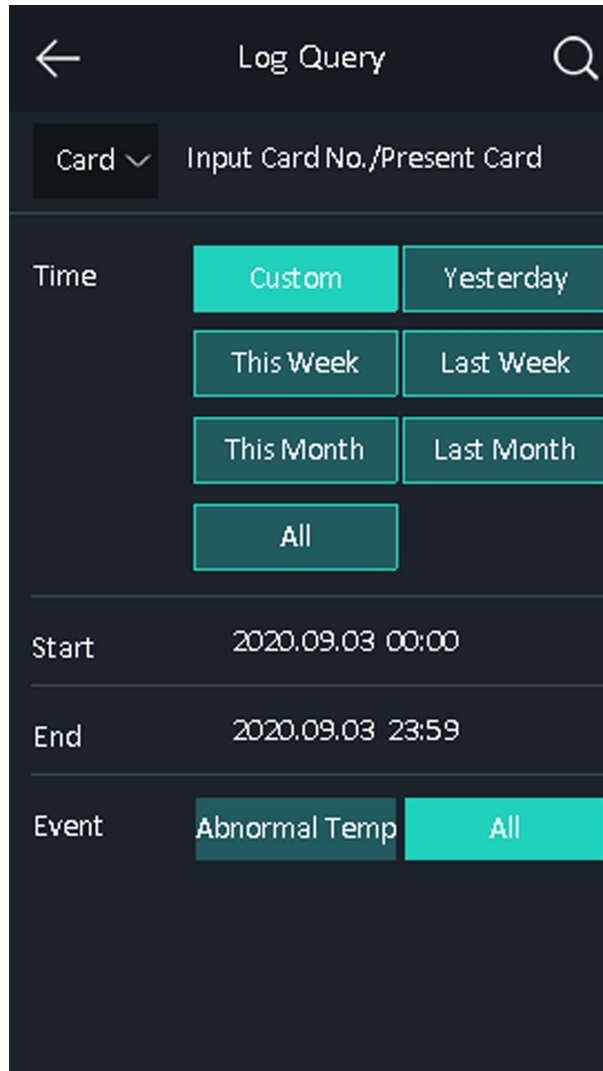 Log Query
Card Input Card No./Present Card
Time Custom Yesterday
This Week Last Week
This Month Last Month
All
Start 2020.09.03 00:00
End 2020.09.03 23:59
Event Abnormal Temp All